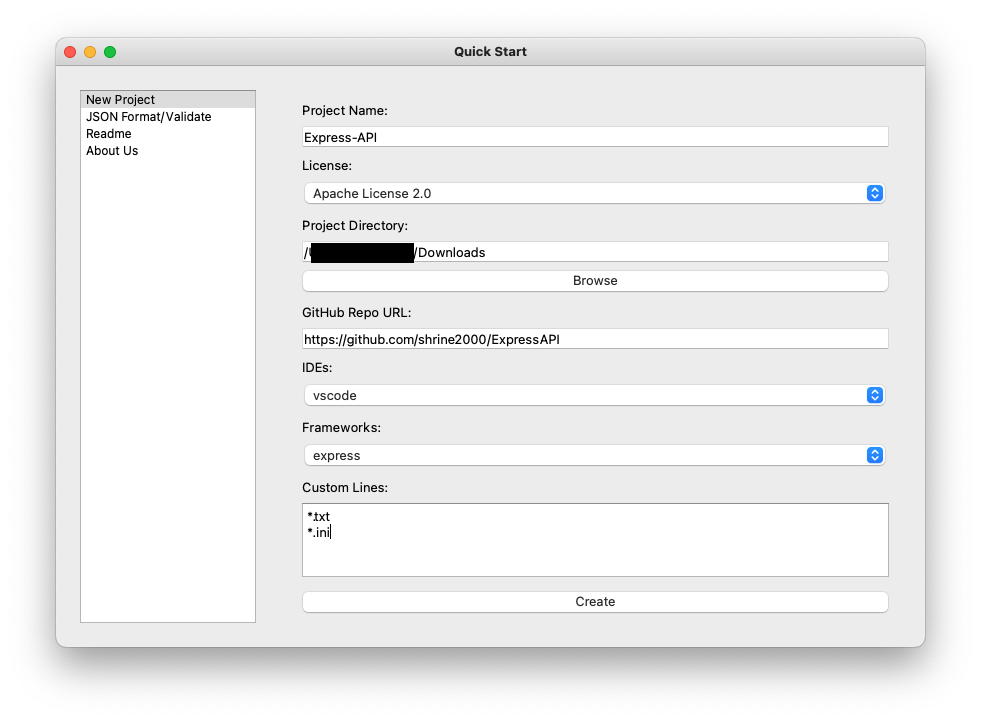 Quick Start
New Project
JSON Format/Validate
Readme
About Us
Project Name:
Express-API
License:
Apache License 2.0
Project Directory:
/Downloads
Browse
GitHub Repo URL:
https://github.com/shrine2000/ExpressAPI
IDEs:
vscode
Frameworks:
express
Custom Lines:
*.txt
*.ini
Create